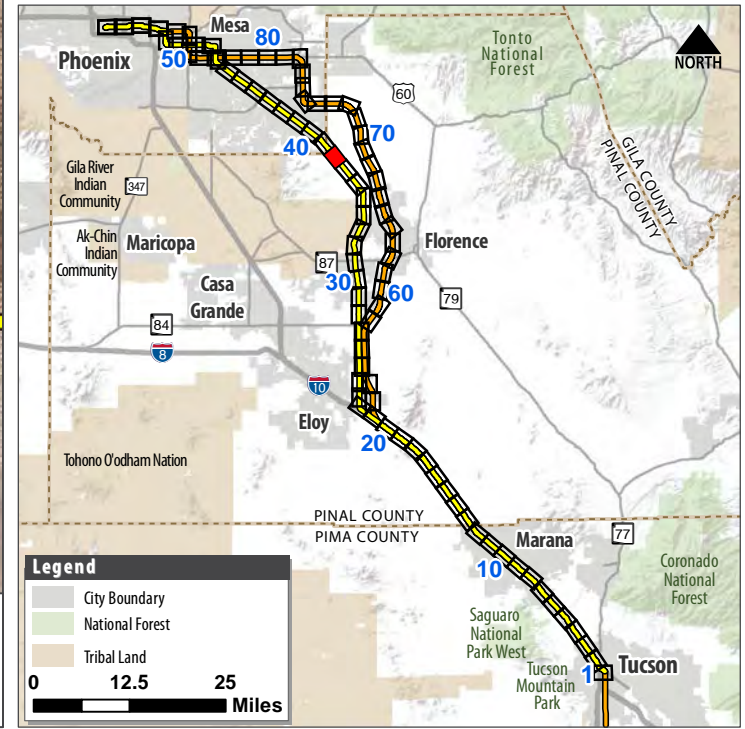 Mesa
80
Tonto
National
Forest
NORTH
Phoenix
50
60
70
40
GILA COUNTY
PINAL COUNTY
Gila River
Indian
Community
347
Ak-Chin
Indian
Community
Maricopa
87
Florence
Casa
Grande
30
60
79
84
8
10
Eloy
20
Tohono O'odham Nation
PINAL COUNTY
PIMA COUNTY
Marana
77
10
Coronado
National
Forest
Saguaro
National
Park West
Tucson
Mountain
Park
1
Tucson
Legend
City Boundary
National Forest
Tribal Land
0 12.5 25
Miles